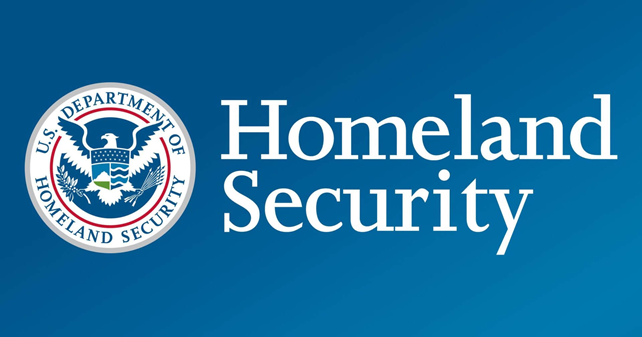 U.S. DEPARTMENT OF
HOMELAND SECURITY
Homeland
Security